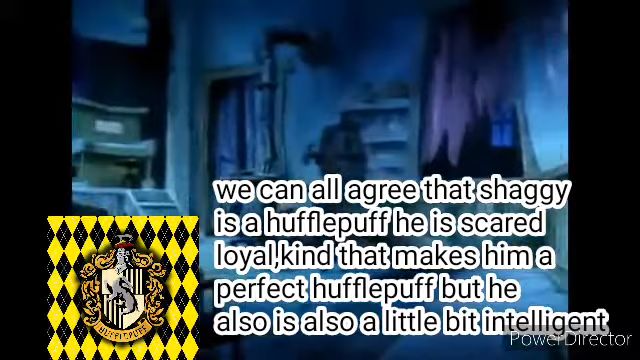 we can all agree that shaggy
is a hufflepuff he is scared
loyal,kind that makes him a
perfect hufflepuff but he
also is also a little bit intelligent
PowerDirector
HUFFLEPUFF